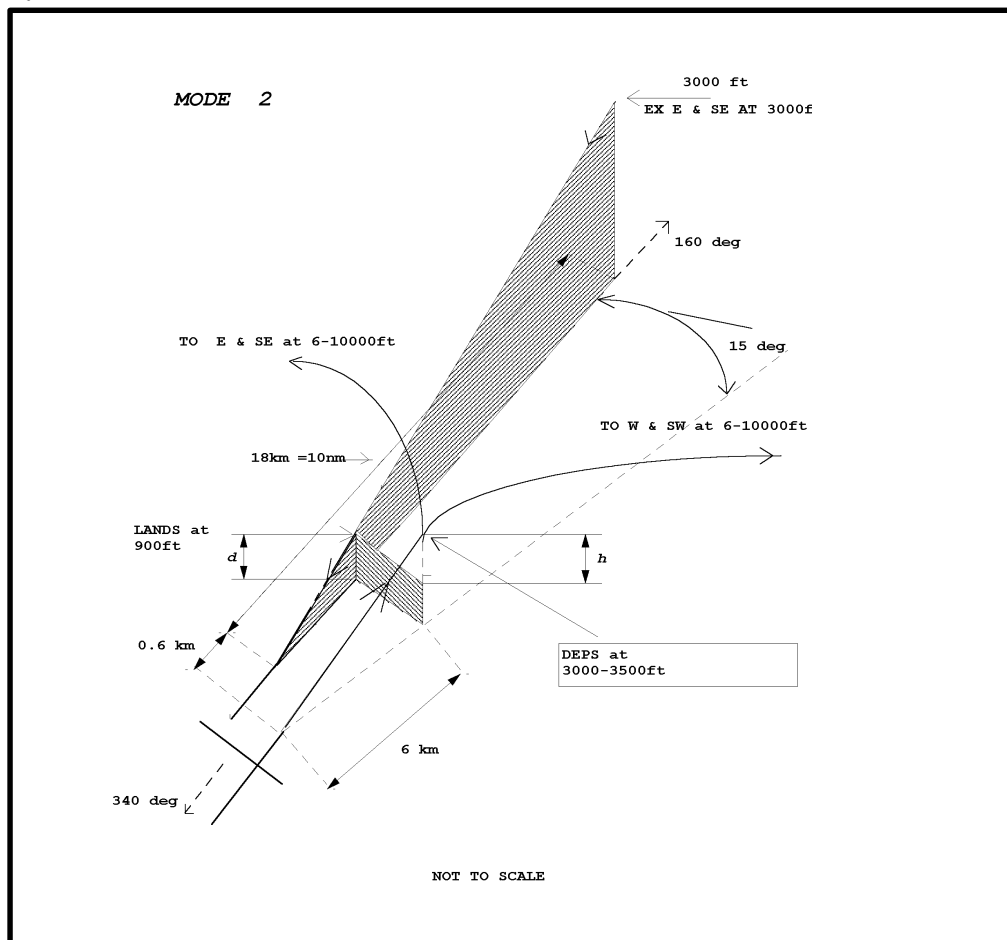 3000 ft
MODE 2
EX E & SE AT 3000f
160 deg
TO E & SE at 6-10000ft
15 deg
TO W & SW at 6-10000ft
18km =10nm
LANDS at
900ft
d
h
0.6 km
DEPS at
3000-3500ft
6 km
340 deg
NOT TO SCALE